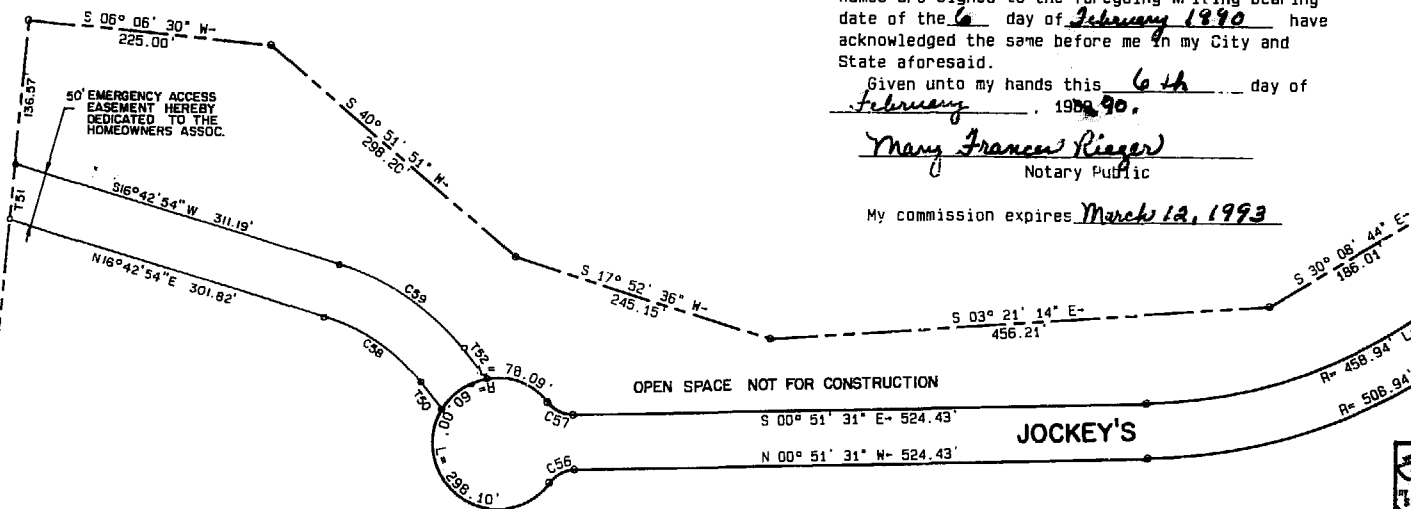 names are signed to the foregoing writing bearing
date of the 6 day of February 1990 have
acknowledged the same before me in my City and
State aforesaid.
Given unto my hands this 6th day of
February, 1990.
Mary Frances Rieger
Notary Public
My commission expires March 12, 1993
S 06° 06' 30" W-
225.00'
136.57'
50' EMERGENCY ACCESS
EASEMENT HEREBY
DEDICATED TO THE
HOMEOWNERS ASSOC.
S 40° 51' 51" W-
298.20'
T51
S16°42'54"W 311.19'
N16°42'54"E 301.82'
C59
C58
T52
T50
S 17° 52' 36" W-
245.15'
S 03° 21' 14" E-
456.21'
S 30° 08' 44" E-
186.01'
R= 60.00' L= 298.10'
78.09'
C57
C56
OPEN SPACE NOT FOR CONSTRUCTION
S 00° 51' 31" E- 524.43'
JOCKEY'S
N 00° 51' 31" W- 524.43'
R= 458.94' L
R= 506.94'